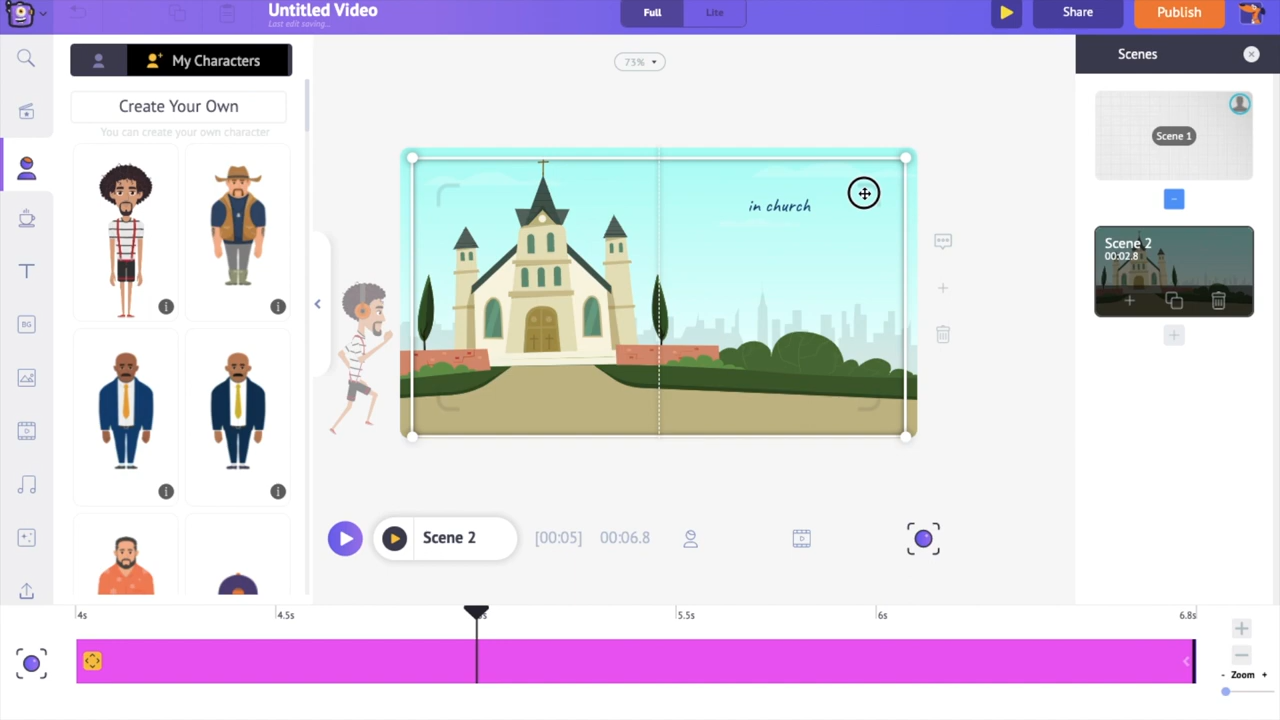 Untitled Video
Last edit saving...
Full
Lite
Share
Publish
My Characters
Create Your Own
You can create your own character
73%
in church
Scenes
Scene 1
Scene 2
00:02.8
BG
T
Scene 2
[00:05]
00:06.8
4s
4.5s
5.5s
6s
6.8s
- Zoom +